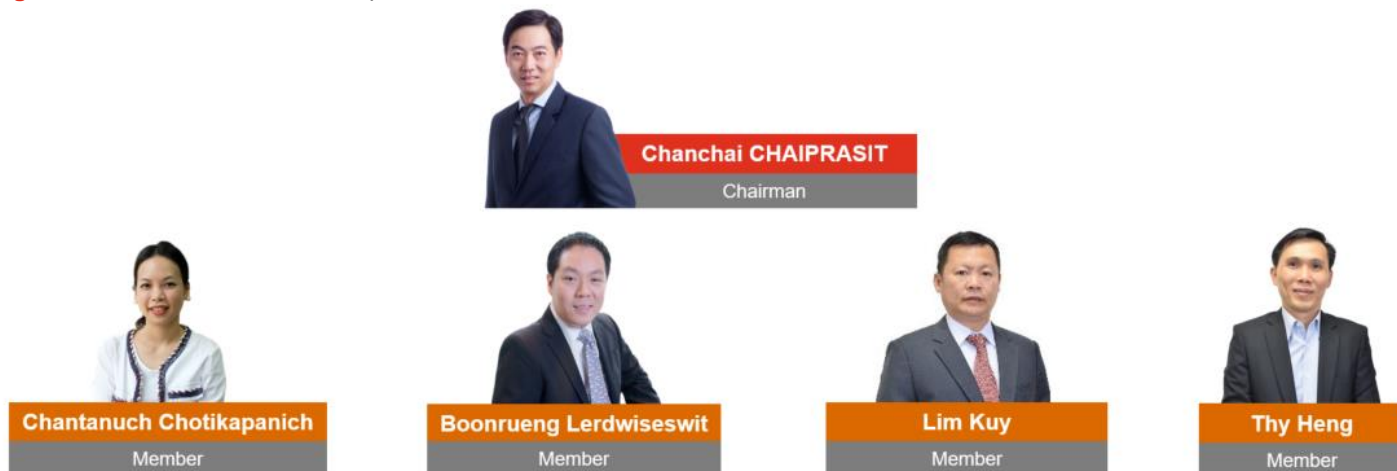 Chanchai CHAIPRASIT
Chairman
Chantanuch Chotikapanich
Member
Boonrueng Lerdwiseswit
Member
Lim Kuy
Member
Thy Heng
Member